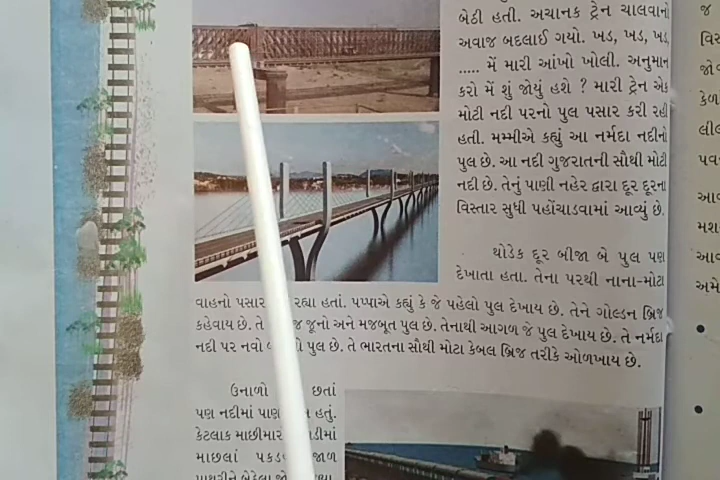 બેઠી હતી. અચાનક ટ્રેન ચાલવાનો
અવાજ બદલાઈ ગયો. ખડ, ખડ, ખડ,
..... મેં મારી આંખો ખોલી. અનુમાન
કરો મેં શું જોયું હશે ? મારી ટ્રેન એક
મોટી નદી પરનો પુલ પસાર કરી રહી
હતી. મમ્મીએ કહ્યું આ નર્મદા નદીનો
પુલ છે. આ નદી ગુજરાતની સૌથી મોટી
નદી છે. તેનું પાણી નહેર દ્વારા દૂર દૂરના
વિસ્તાર સુધી પહોંચાડવામાં આવ્યું છે.
થોડેક દૂર બીજા બે પુલ પણ
દેખાતા હતા. તેના પરથી નાના-મોટા
વાહનો પસાર રહ્યા હતાં. પપ્પાએ કહ્યું કે જે પહેલો પુલ દેખાય છે. તેને ગોલ્ડન બ્રિજ
કહેવાય છે. તે જ જૂનો અને મજબૂત પુલ છે. તેનાથી આગળ જે પુલ દેખાય છે. તે નર્મદા
નદી પર નવો પુલ છે. તે ભારતના સૌથી મોટા કેબલ બ્રિજ તરીકે ઓળખાય છે.
ઉનાળો છતાં
પણ નદીમાં હતું.
કેટલાક માછીમાર
માછલાં જાળ